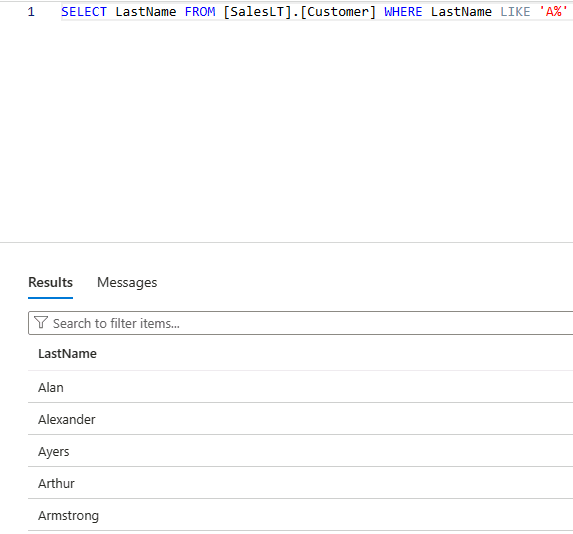 1 SELECT LastName FROM [SalesLT].[Customer] WHERE LastName LIKE 'A%'
Results Messages
Search to filter items...
LastName
Alan
Alexander
Ayers
Arthur
Armstrong